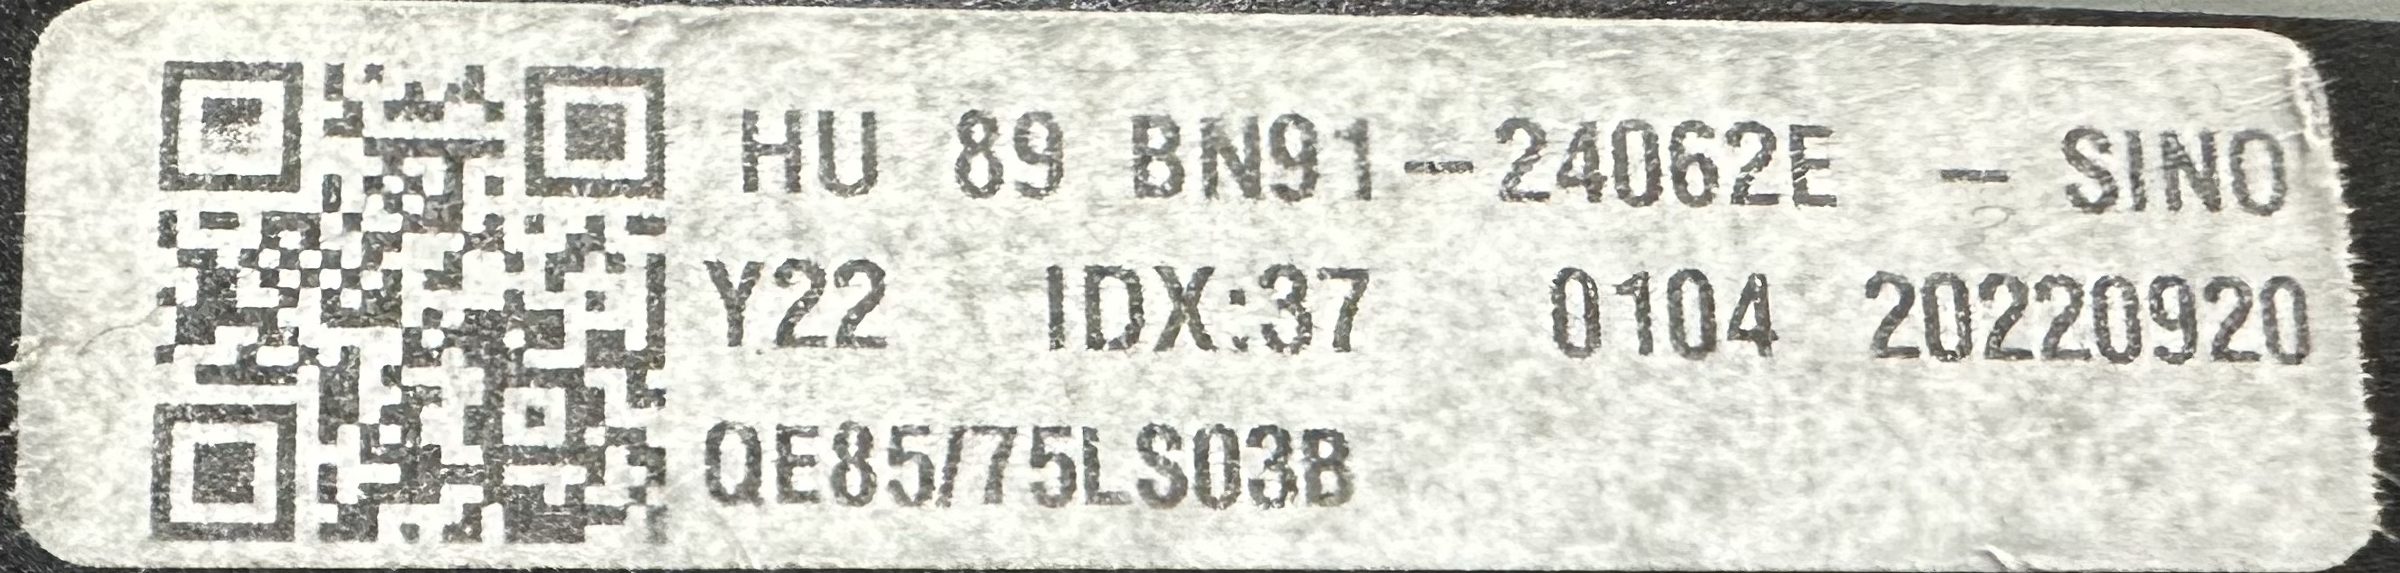 HU 89 BN91-24062E - SINO
Y22 IDX:37 0104 20220920
QE85/75LS03B